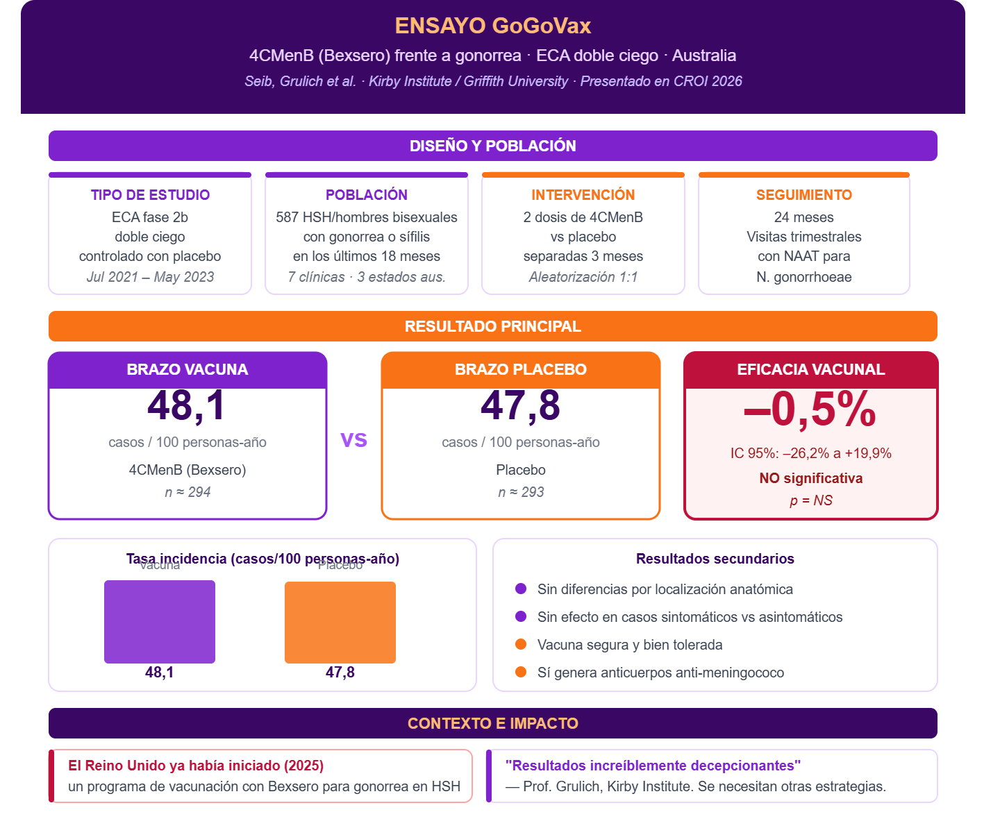 ENSAYO GoGoVax
4CMenB (Bexsero) frente a gonorrea · ECA doble ciego · Australia
Seib, Grulich et al. · Kirby Institute / Griffith University · Presentado en CROI 2026
DISEÑO Y POBLACIÓN
TIPO DE ESTUDIO
ECA fase 2b
doble ciego
controlado con placebo
Jul 2021 – May 2023
POBLACIÓN
587 HSH/hombres bisexuales
con gonorrea o sífilis
en los últimos 18 meses
7 clínicas · 3 estados aus.
INTERVENCIÓN
2 dosis de 4CMenB
vs placebo
separadas 3 meses
Aleatorización 1:1
SEGUIMIENTO
24 meses
Visitas trimestrales
con NAAT para
N. gonorrhoeae
RESULTADO PRINCIPAL
BRAZO VACUNA
48,1
casos / 100 personas-año
4CMenB (Bexsero)
n ≈ 294
vs
BRAZO PLACEBO
47,8
casos / 100 personas-año
Placebo
n ≈ 293
EFICACIA VACUNAL
–0,5%
IC 95%: –26,2% a +19,9%
NO significativa
p = NS
Tasa incidencia (casos/100 personas-año)
Vacuna
Placebo
48,1
47,8
Resultados secundarios
Sin diferencias por localización anatómica
Sin efecto en casos sintomáticos vs asintomáticos
Vacuna segura y bien tolerada
Sí genera anticuerpos anti-meningococo
CONTEXTO E IMPACTO
El Reino Unido ya había iniciado (2025)
un programa de vacunación con Bexsero para gonorrea en HSH
"Resultados increíblemente decepcionantes"
— Prof. Grulich, Kirby Institute. Se necesitan otras estrategias.